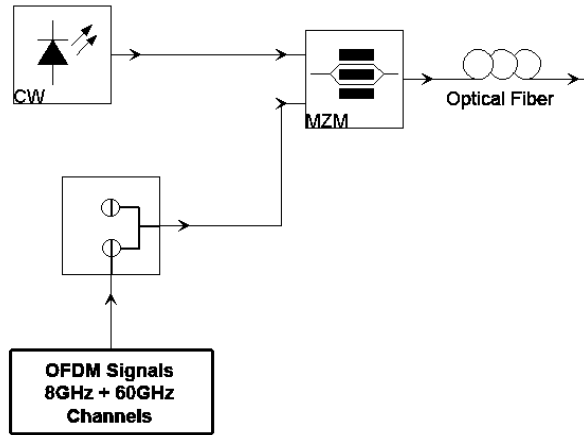 CW
MZM
Optical Fiber
OFDM Signals
8GHz + 60GHz
Channels